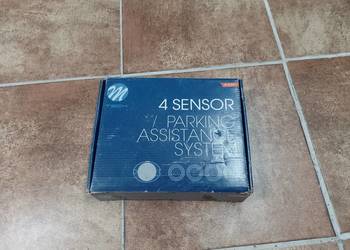 4 SENSOR
/ PARKING
ASSISTANCE
SYSTEM